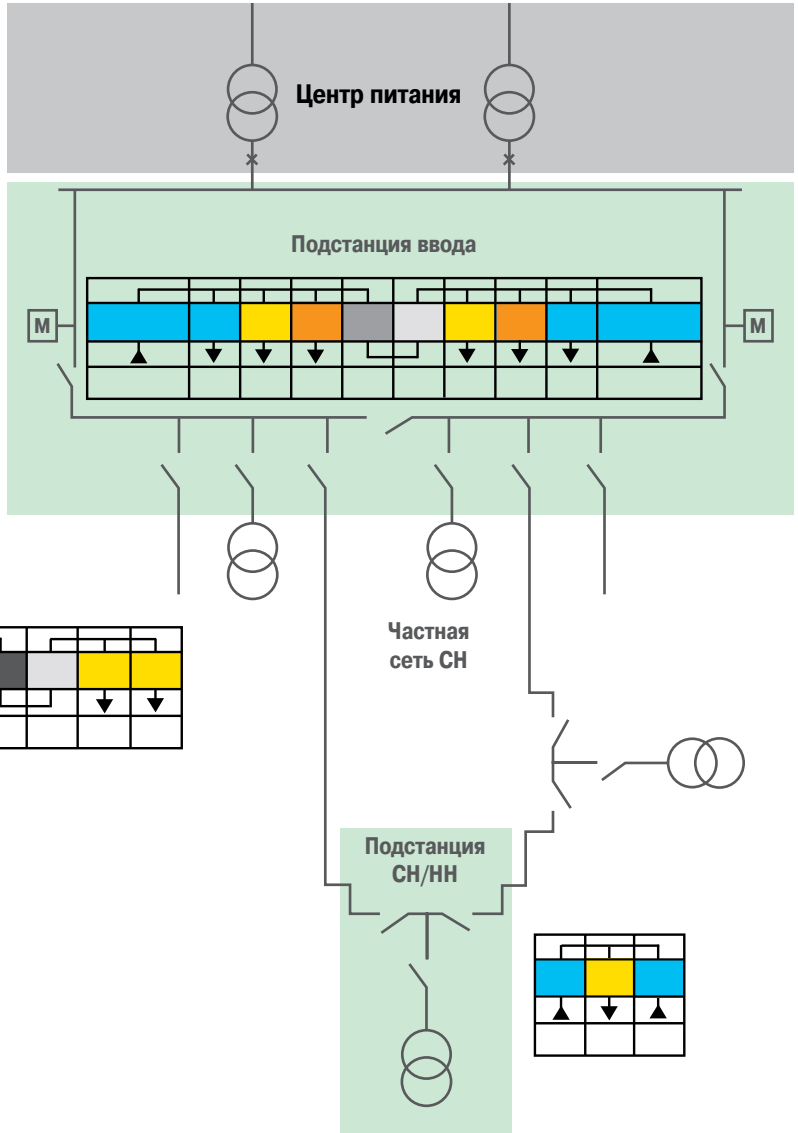 Центр питания
Подстанция ввода
M
M
Частная
сеть СН
Подстанция
СН/НН